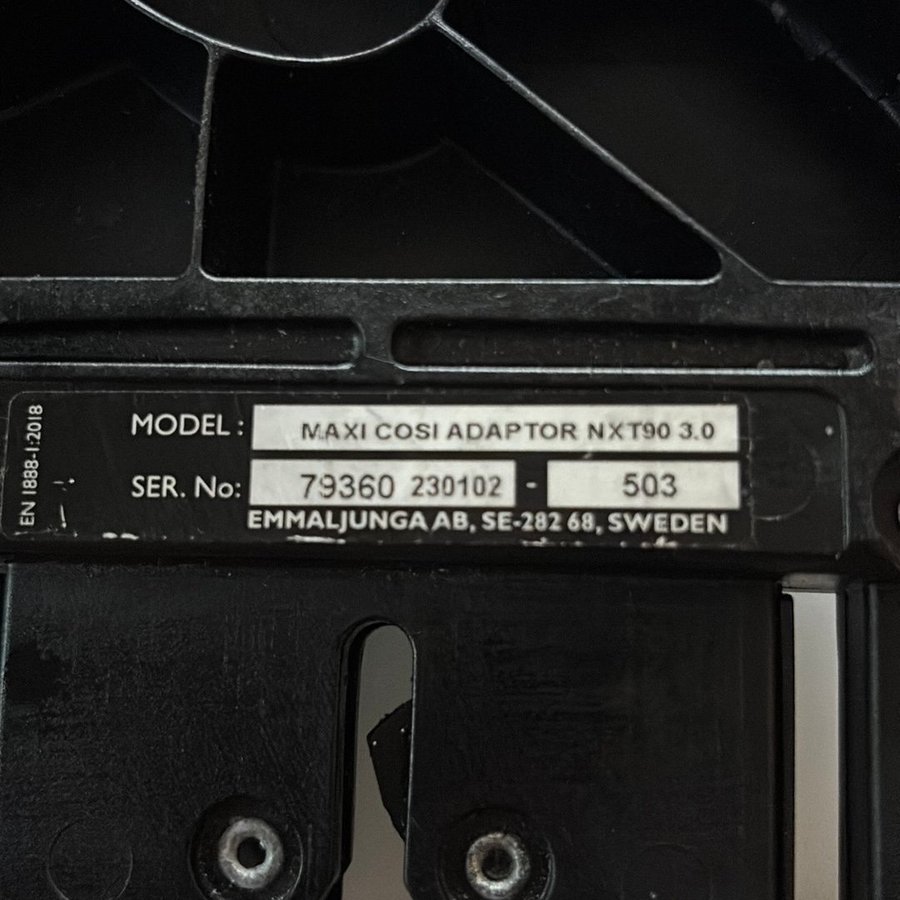 EN 1888-1:2018
MODEL: MAXI COSI ADAPTOR NXT90 3.0
SER. No: 79360 230102 - 503
EMMALJUNGA AB, SE-282 68, SWEDEN